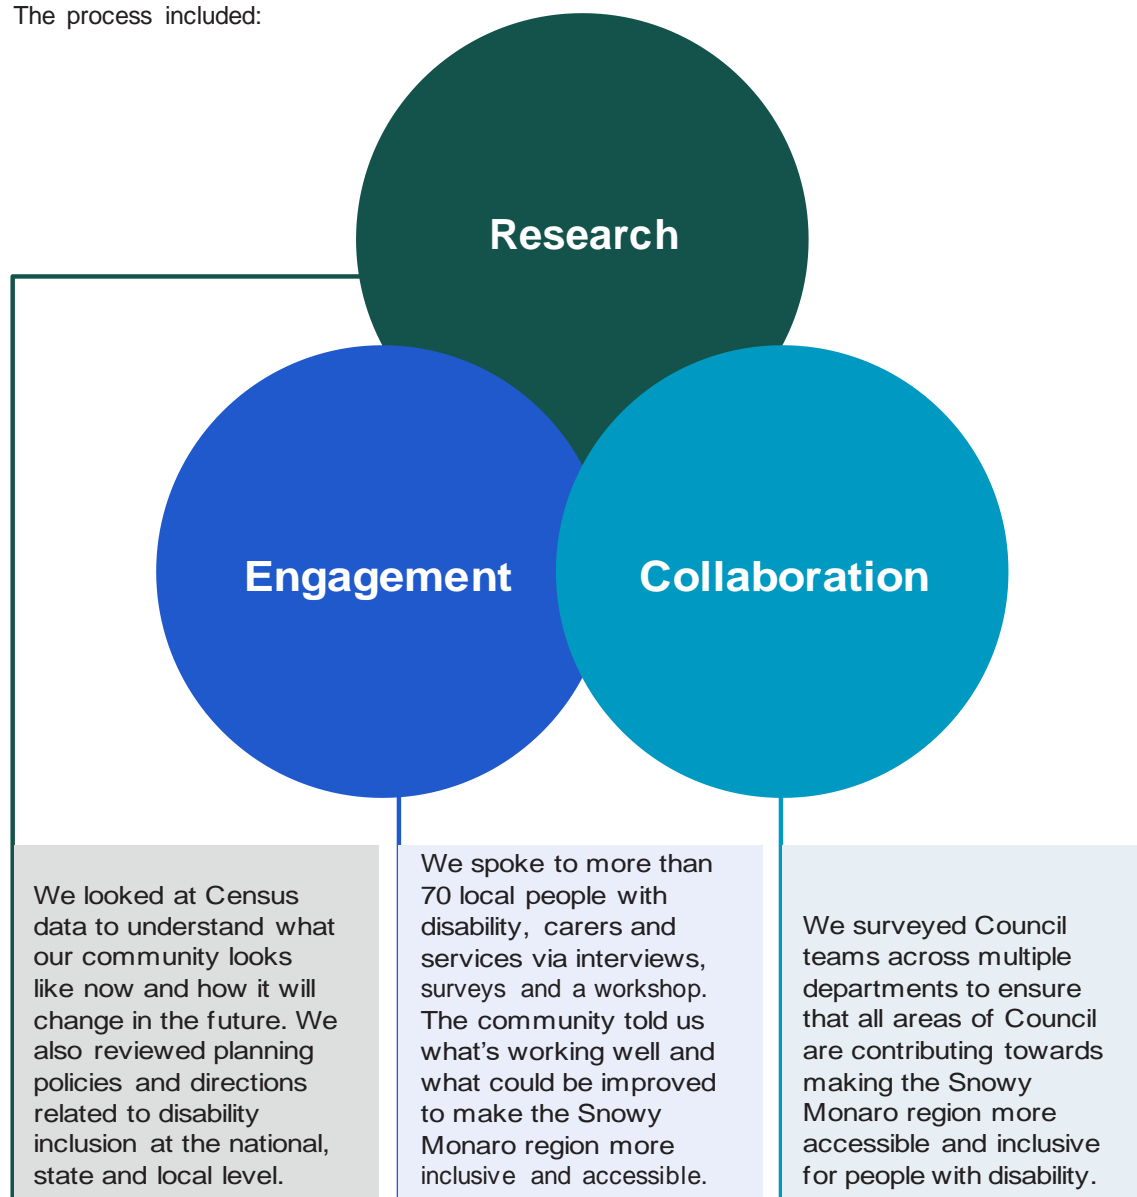 The process included:
Research
Engagement
Collaboration
We looked at Census
data to understand what
our community looks
like now and how it will
change in the future. We
also reviewed planning
policies and directions
related to disability
inclusion at the national,
state and local level.
We spoke to more than
70 local people with
disability, carers and
services via interviews,
surveys and a workshop.
The community told us
what’s working well and
what could be improved
to make the Snowy
Monaro region more
inclusive and accessible.
We surveyed Council
teams across multiple
departments to ensure
that all areas of Council
are contributing towards
making the Snowy
Monaro region more
accessible and inclusive
for people with disability.